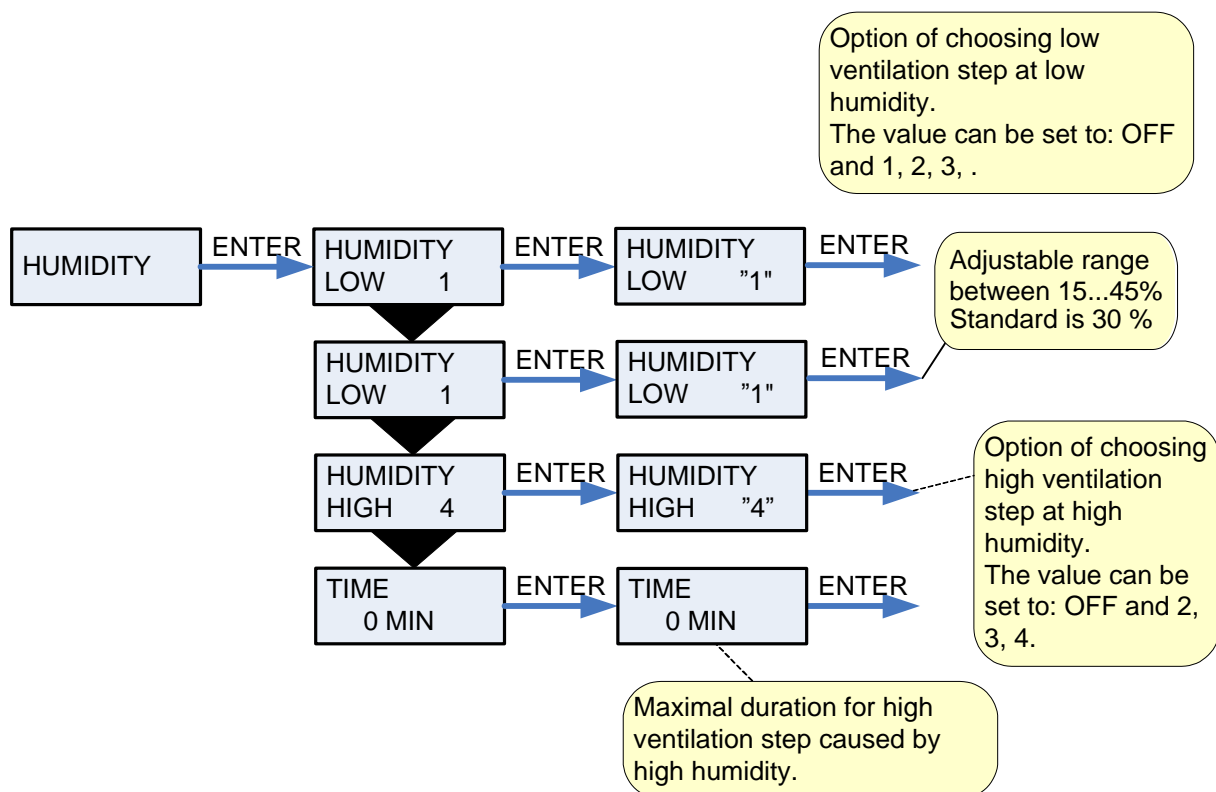 Option of choosing low
ventilation step at low
humidity.
The value can be set to: OFF
and 1, 2, 3, .
HUMIDITY
ENTER
HUMIDITY
LOW 1
ENTER
HUMIDITY
LOW ”1"
ENTER
Adjustable range
between 15...45%
Standard is 30 %
HUMIDITY
LOW 1
ENTER
HUMIDITY
LOW ”1"
ENTER
HUMIDITY
HIGH 4
ENTER
HUMIDITY
HIGH ”4”
ENTER
Option of choosing
high ventilation
step at high
humidity.
The value can be
set to: OFF and 2,
3, 4.
TIME
0 MIN
ENTER
TIME
0 MIN
ENTER
Maximal duration for high
ventilation step caused by
high humidity.